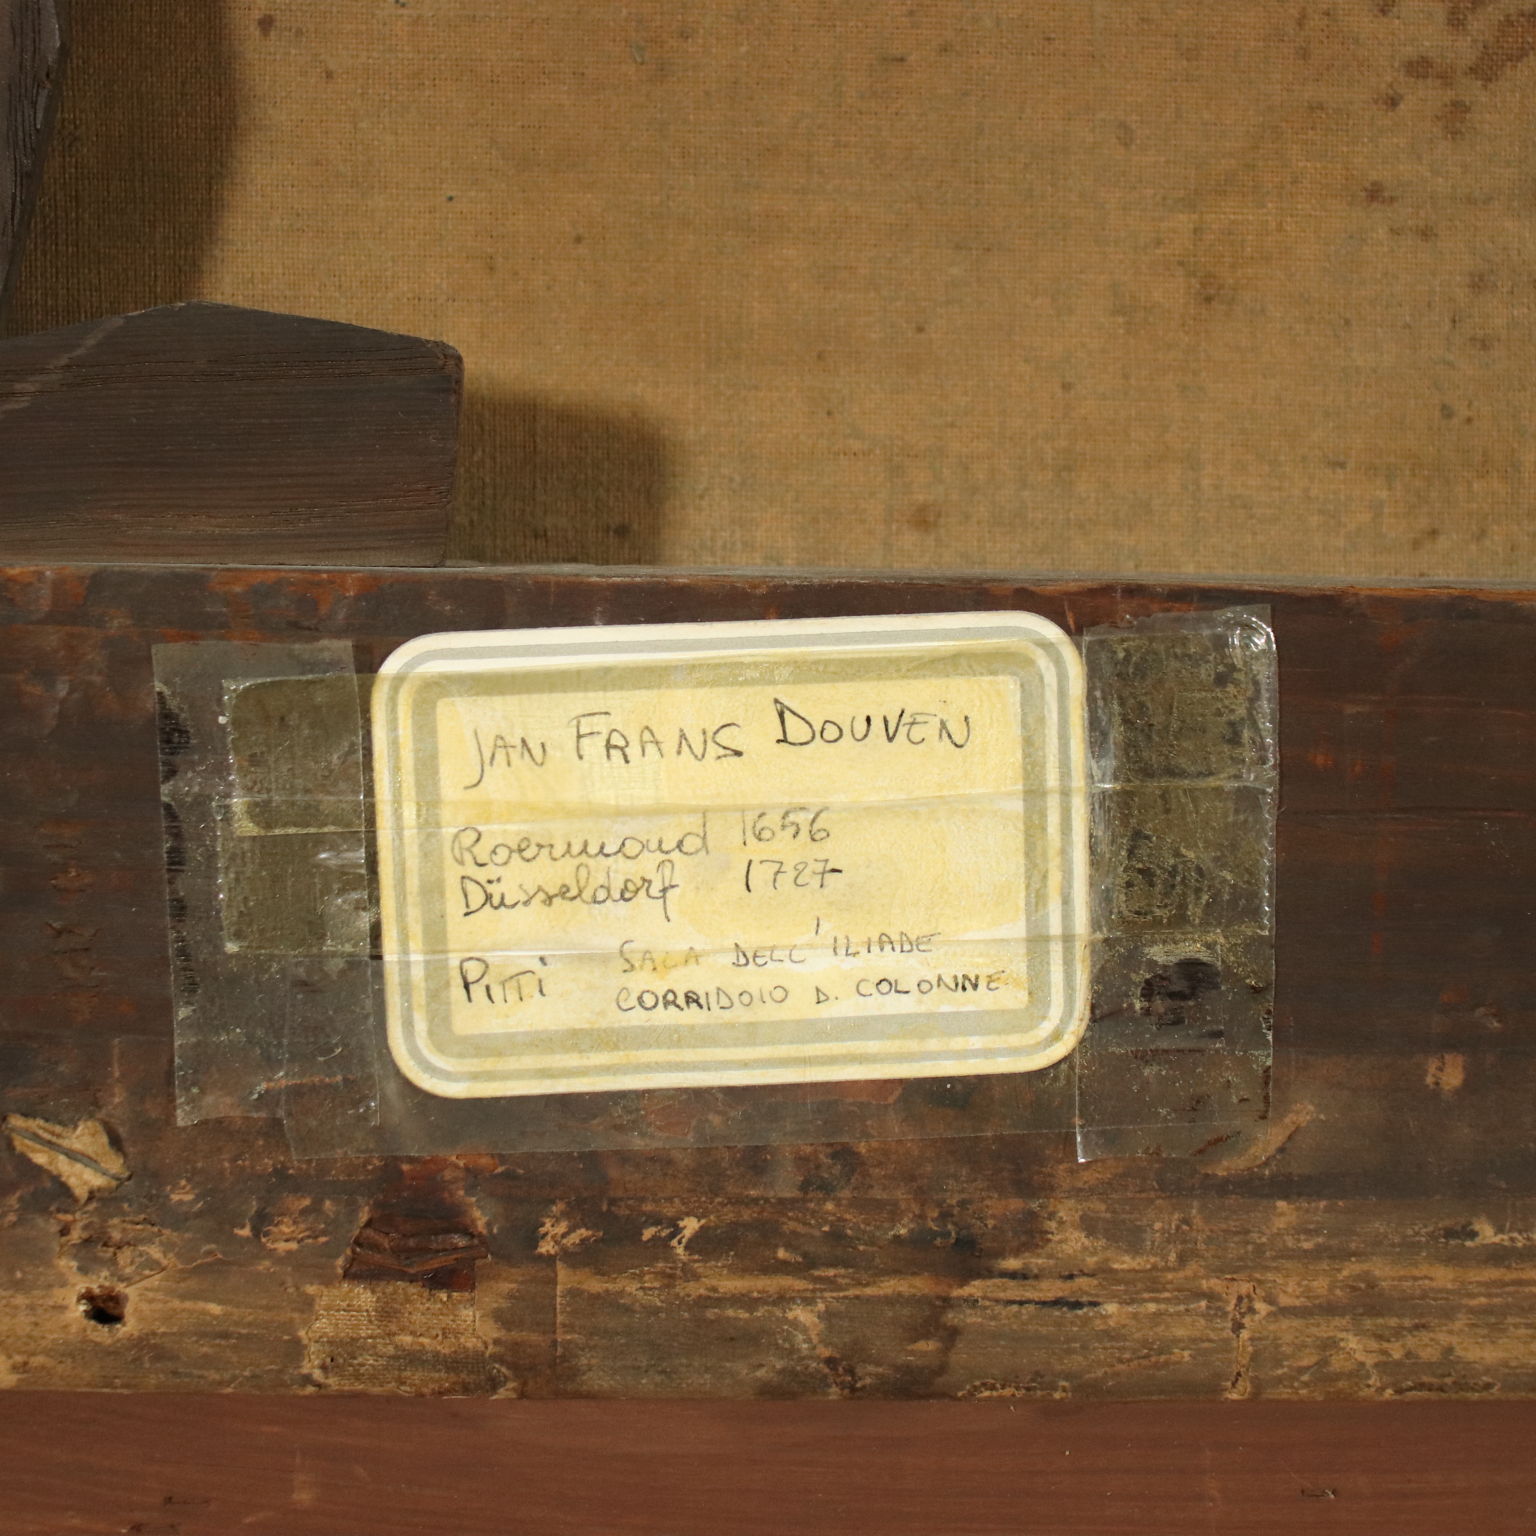 JAN FRANS DOUVEN
Roermond 1656
Düsseldorf 1727
PITTI SALA DELL'ILIADE
CORRIDOIO D. COLONNE